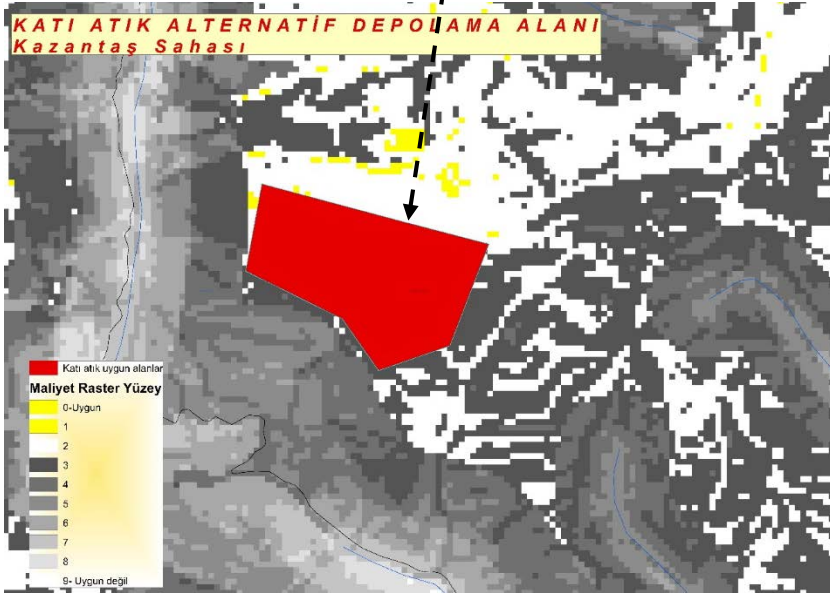 KATI ATIK ALTERNATİF DEPOLAMA ALANI
Kazantaş Sahası
Katı atık uygun alanlar
Maliyet Raster Yüzey
0-Uygun
1
2
3
4
5
6
7
8
9- Uygun değil